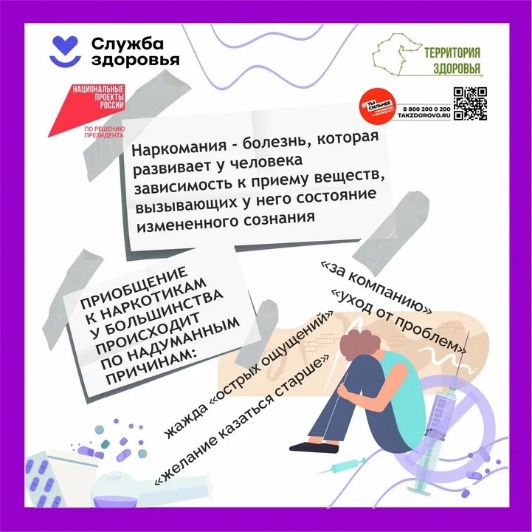 Служба
здоровья
ТЕРРИТОРИЯ
ЗДОРОВЬЯ
НАЦИОНАЛЬНЫЕ
ПРОЕКТЫ
РОССИИ
ПО РЕШЕНИЮ
ПРЕЗИДЕНТА
ТЫ
СИЛЬНЕЕ
8 800 200 0 200
TAKZDOROVO.RU
Наркомания - болезнь, которая
развивает у человека
зависимость к приему веществ,
вызывающих у него состояние
измененного сознания
ПРИОБЩЕНИЕ
К НАРКОТИКАМ
У БОЛЬШИНСТВА
ПРОИСХОДИТ
ПО НАДУМАННЫМ
ПРИЧИНАМ:
«за компанию»
«уход от проблем»
жажда «острых ощущений»
«желание казаться старше»